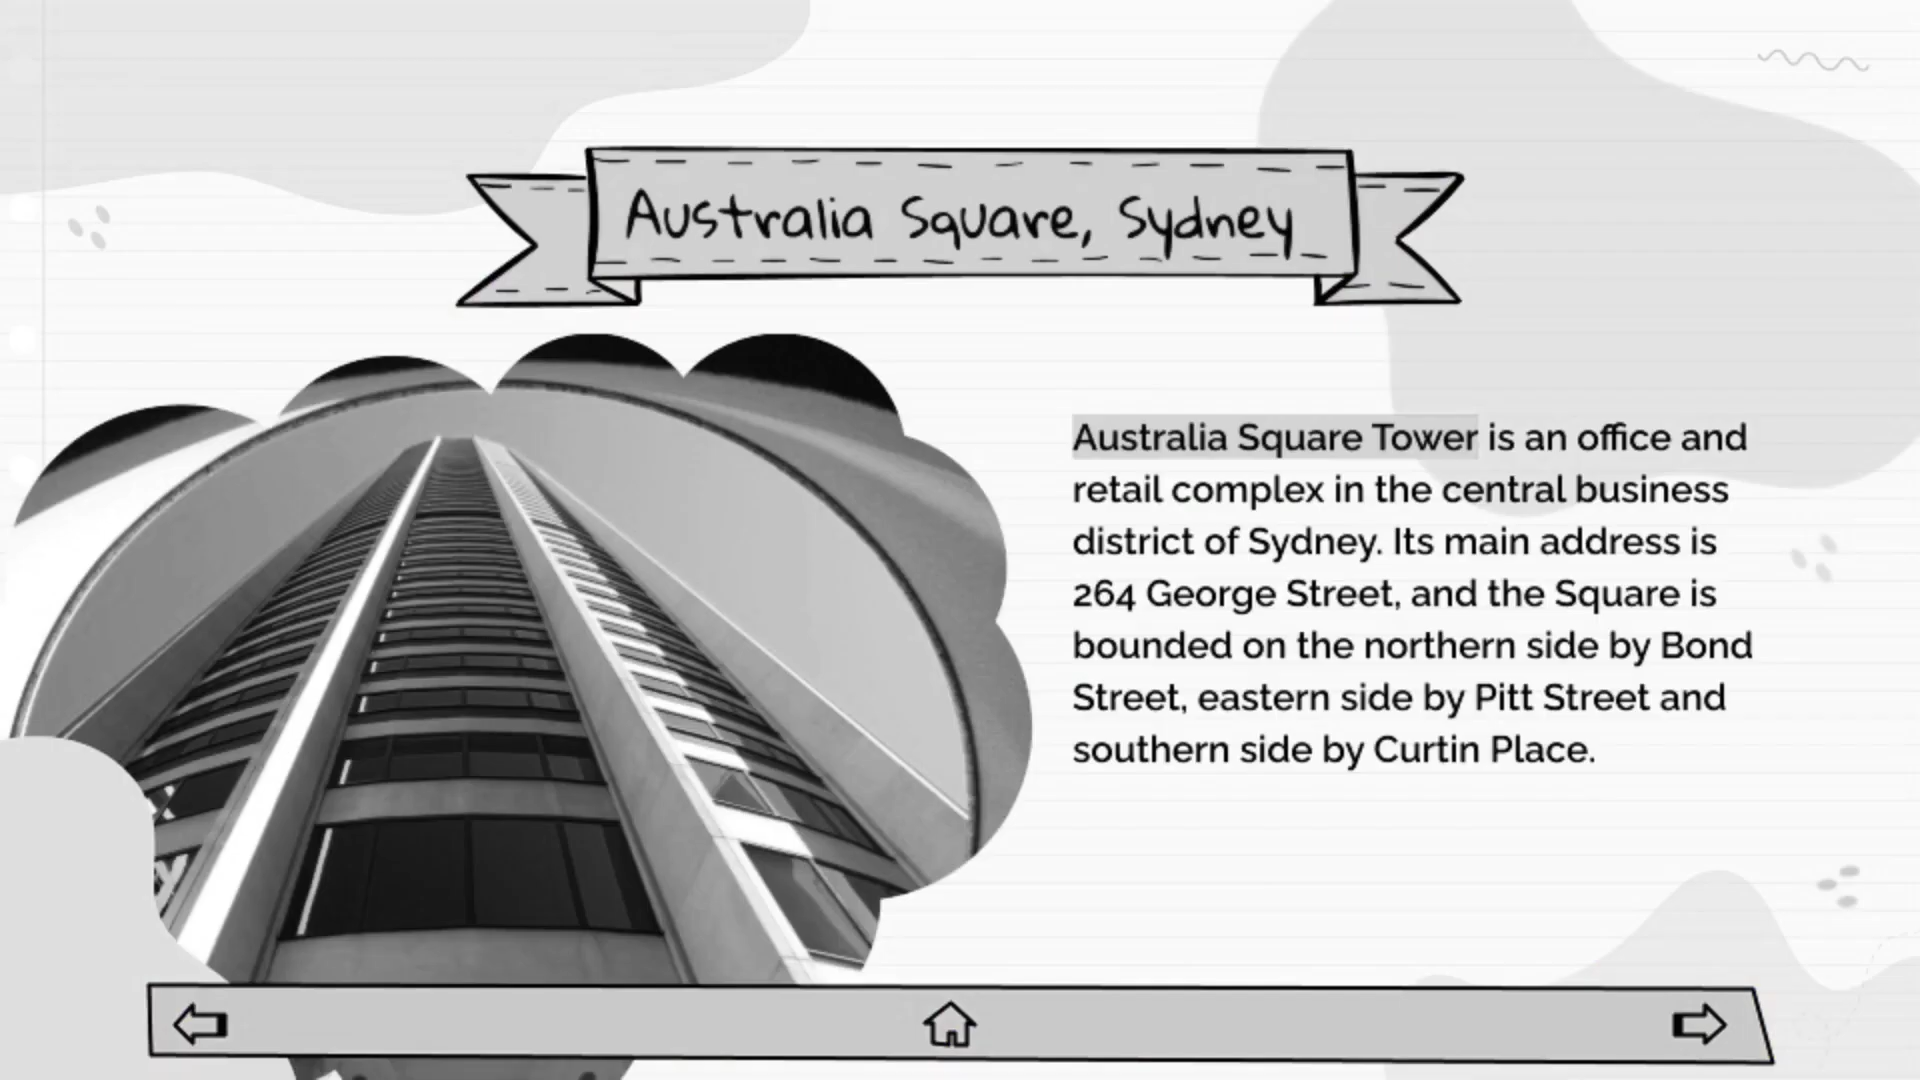 Australia Square, Sydney
Australia Square Tower is an office and
retail complex in the central business
district of Sydney. Its main address is
264 George Street, and the Square is
bounded on the northern side by Bond
Street, eastern side by Pitt Street and
southern side by Curtin Place.